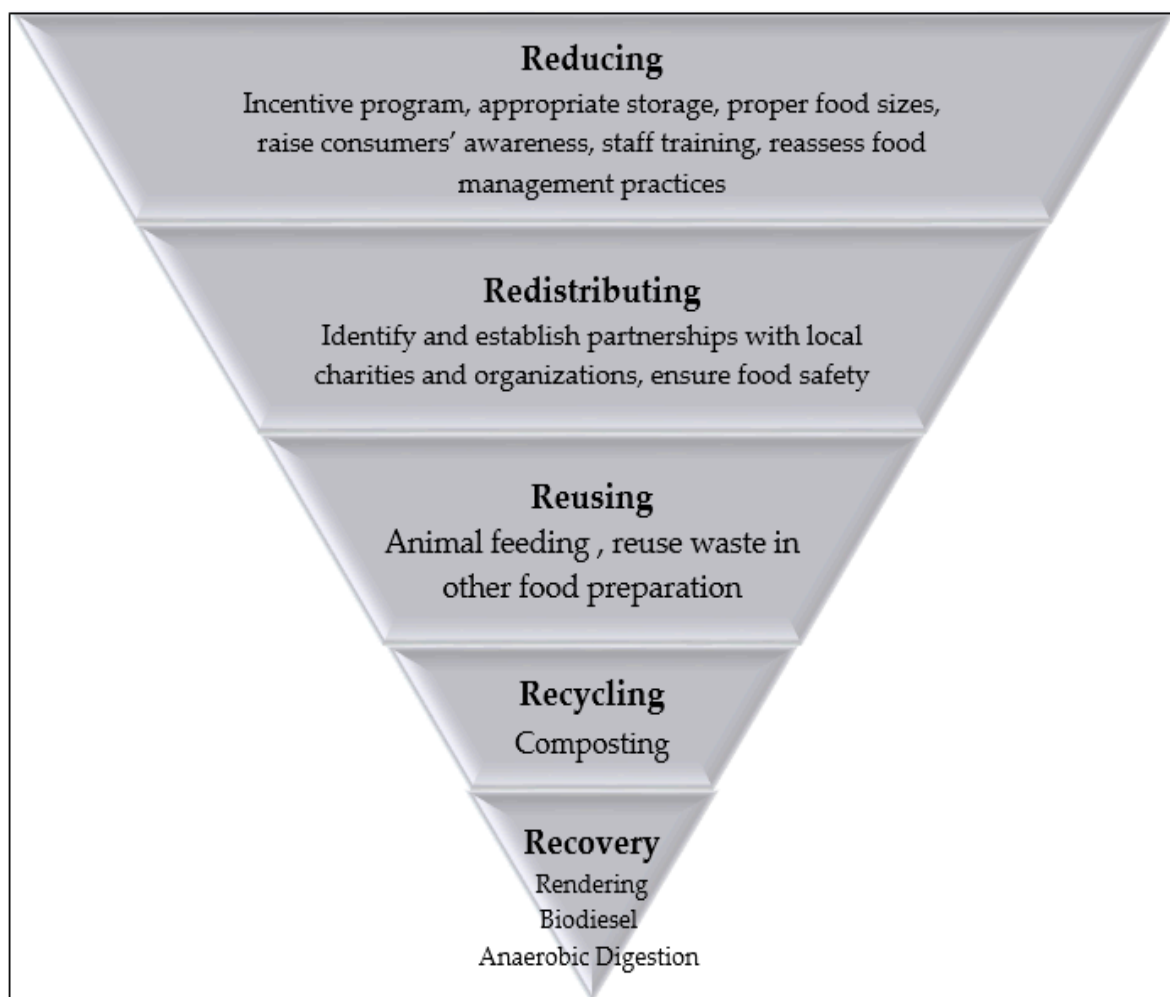 Reducing
Incentive program, appropriate storage, proper food sizes,
raise consumers’ awareness, staff training, reassess food
management practices
Redistributing
Identify and establish partnerships with local
charities and organizations, ensure food safety
Reusing
Animal feeding , reuse waste in
other food preparation
Recycling
Composting
Recovery
Rendering
Biodiesel
Anaerobic Digestion